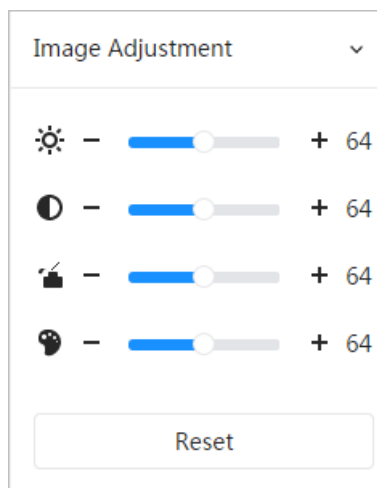 Image Adjustment
− + 64
− + 64
− + 64
− + 64
Reset